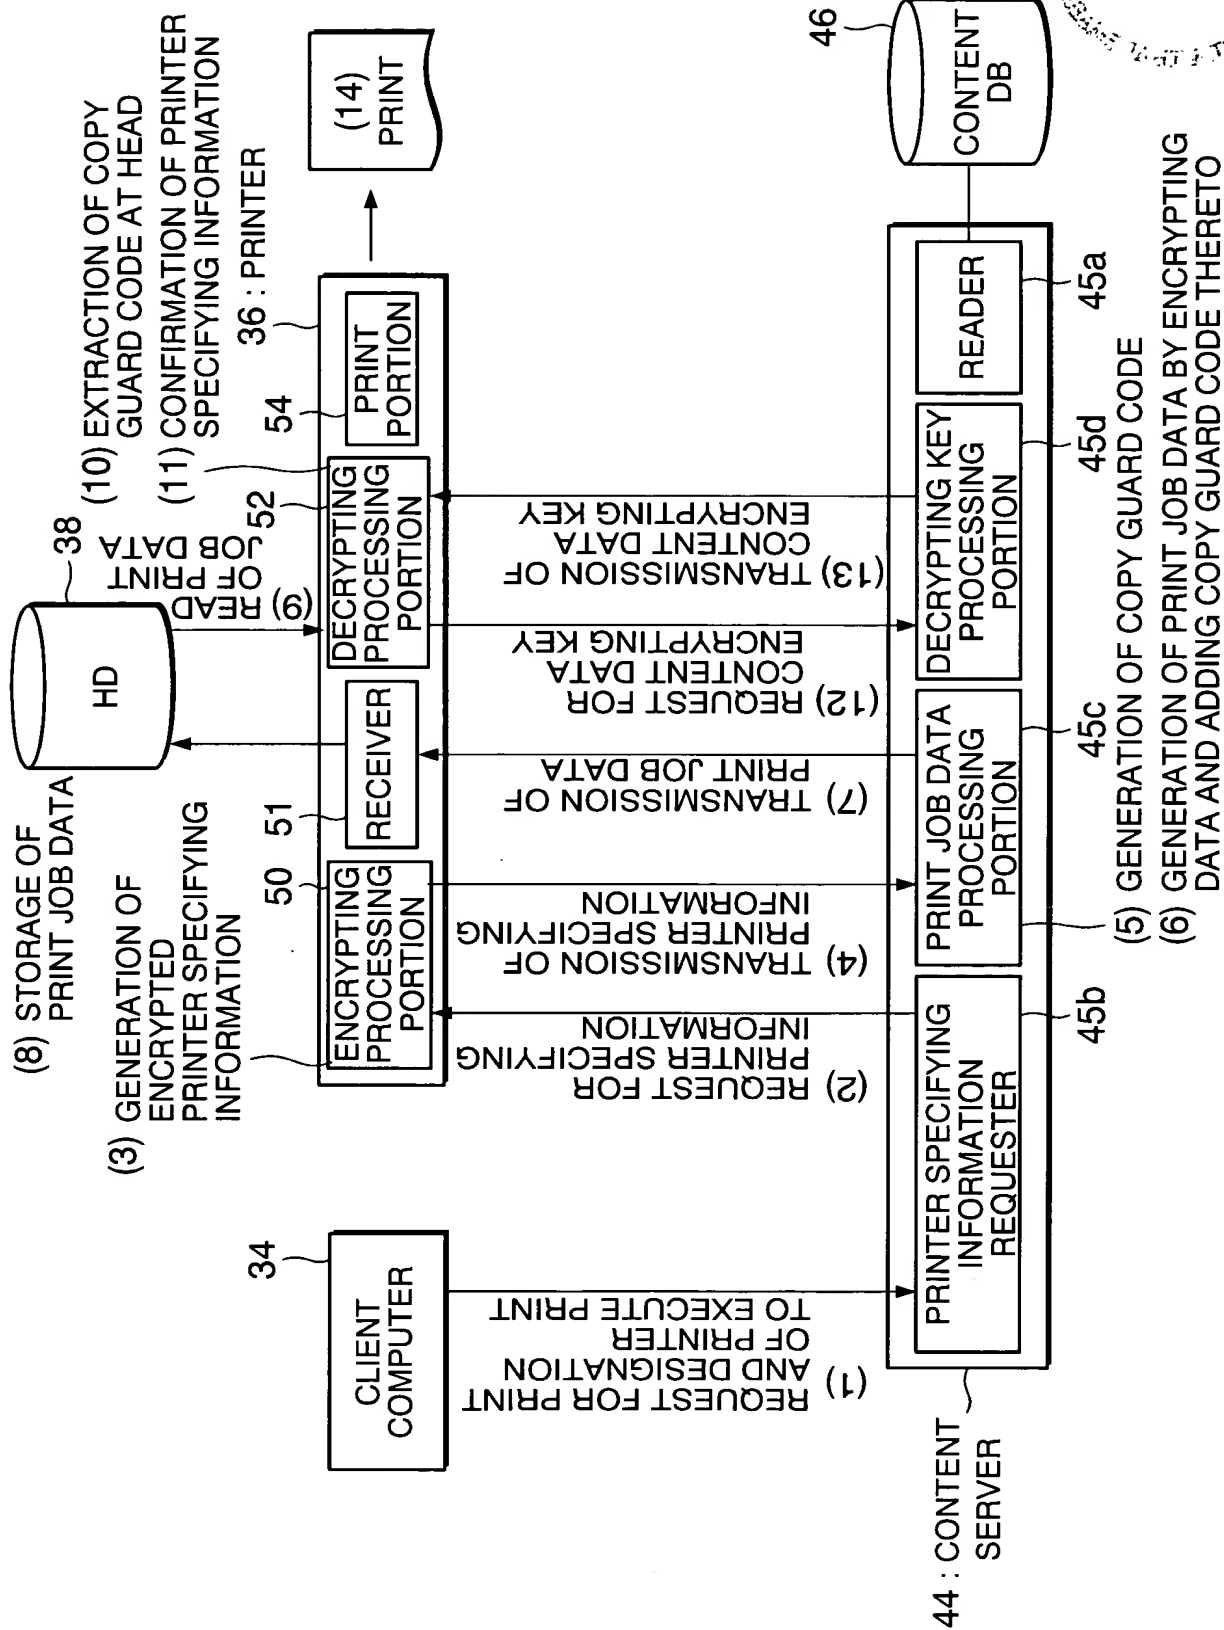 (8) STORAGE OF
PRINT JOB DATA
(3) GENERATION OF
ENCRYPTED
PRINTER SPECIFYING
INFORMATION
HD
38
(9) READ
OF PRINT
JOB DATA
(10) EXTRACTION OF COPY
GUARD CODE AT HEAD
(11) CONFIRMATION OF PRINTER
SPECIFYING INFORMATION
36 : PRINTER
34
CLIENT
COMPUTER
50
ENCRYPTING
PROCESSING
PORTION
51
RECEIVER
52
DECRYPTING
PROCESSING
PORTION
54
PRINT
PORTION
(14)
PRINT
(1) REQUEST FOR PRINT
AND DESIGNATION
OF PRINTER
TO EXECUTE PRINT
(2) REQUEST FOR
PRINTER SPECIFYING
INFORMATION
(4) TRANSMISSION OF
PRINTER SPECIFYING
INFORMATION
(7) TRANSMISSION OF
PRINT JOB DATA
(12) REQUEST FOR
CONTENT DATA
ENCRYPTING KEY
(13) TRANSMISSION OF
CONTENT DATA
ENCRYPTING KEY
44 : CONTENT
SERVER
PRINTER SPECIFYING
INFORMATION
REQUESTER
45b
PRINT JOB DATA
PROCESSING
PORTION
45c
DECRYPTING KEY
PROCESSING
PORTION
45d
READER
45a
46
CONTENT
DB
(5) GENERATION OF COPY GUARD CODE
(6) GENERATION OF PRINT JOB DATA BY ENCRYPTING
DATA AND ADDING COPY GUARD CODE THERETO